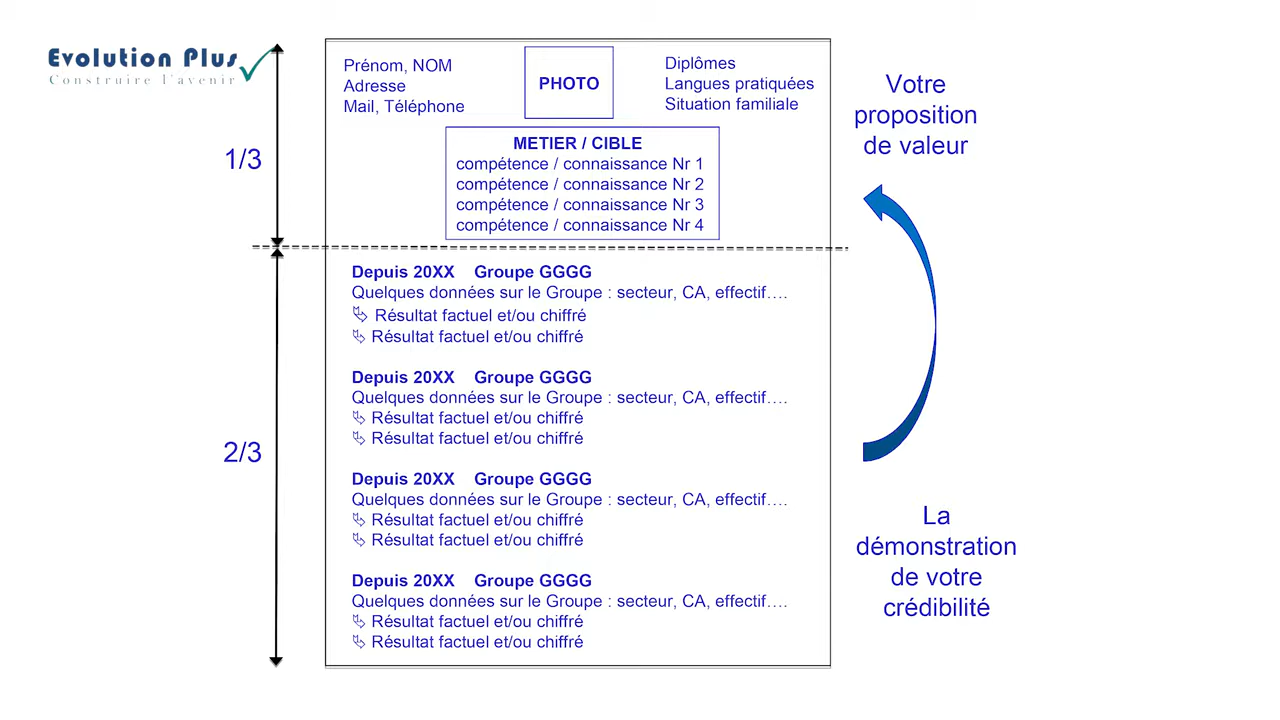 Evolution Plus
Construire l'avenir
Prénom, NOM
Adresse
Mail, Téléphone
PHOTO
Diplômes
Langues pratiquées
Situation familiale
METIER / CIBLE
compétence / connaissance Nr 1
compétence / connaissance Nr 2
compétence / connaissance Nr 3
compétence / connaissance Nr 4
1/3
Votre
proposition
de valeur
Depuis 20XX Groupe GGGG
Quelques données sur le Groupe : secteur, CA, effectif….
Résultat factuel et/ou chiffré
Résultat factuel et/ou chiffré
Depuis 20XX Groupe GGGG
Quelques données sur le Groupe : secteur, CA, effectif….
Résultat factuel et/ou chiffré
Résultat factuel et/ou chiffré
Depuis 20XX Groupe GGGG
Quelques données sur le Groupe : secteur, CA, effectif….
Résultat factuel et/ou chiffré
Résultat factuel et/ou chiffré
Depuis 20XX Groupe GGGG
Quelques données sur le Groupe : secteur, CA, effectif….
Résultat factuel et/ou chiffré
Résultat factuel et/ou chiffré
2/3
La
démonstration
de votre
crédibilité